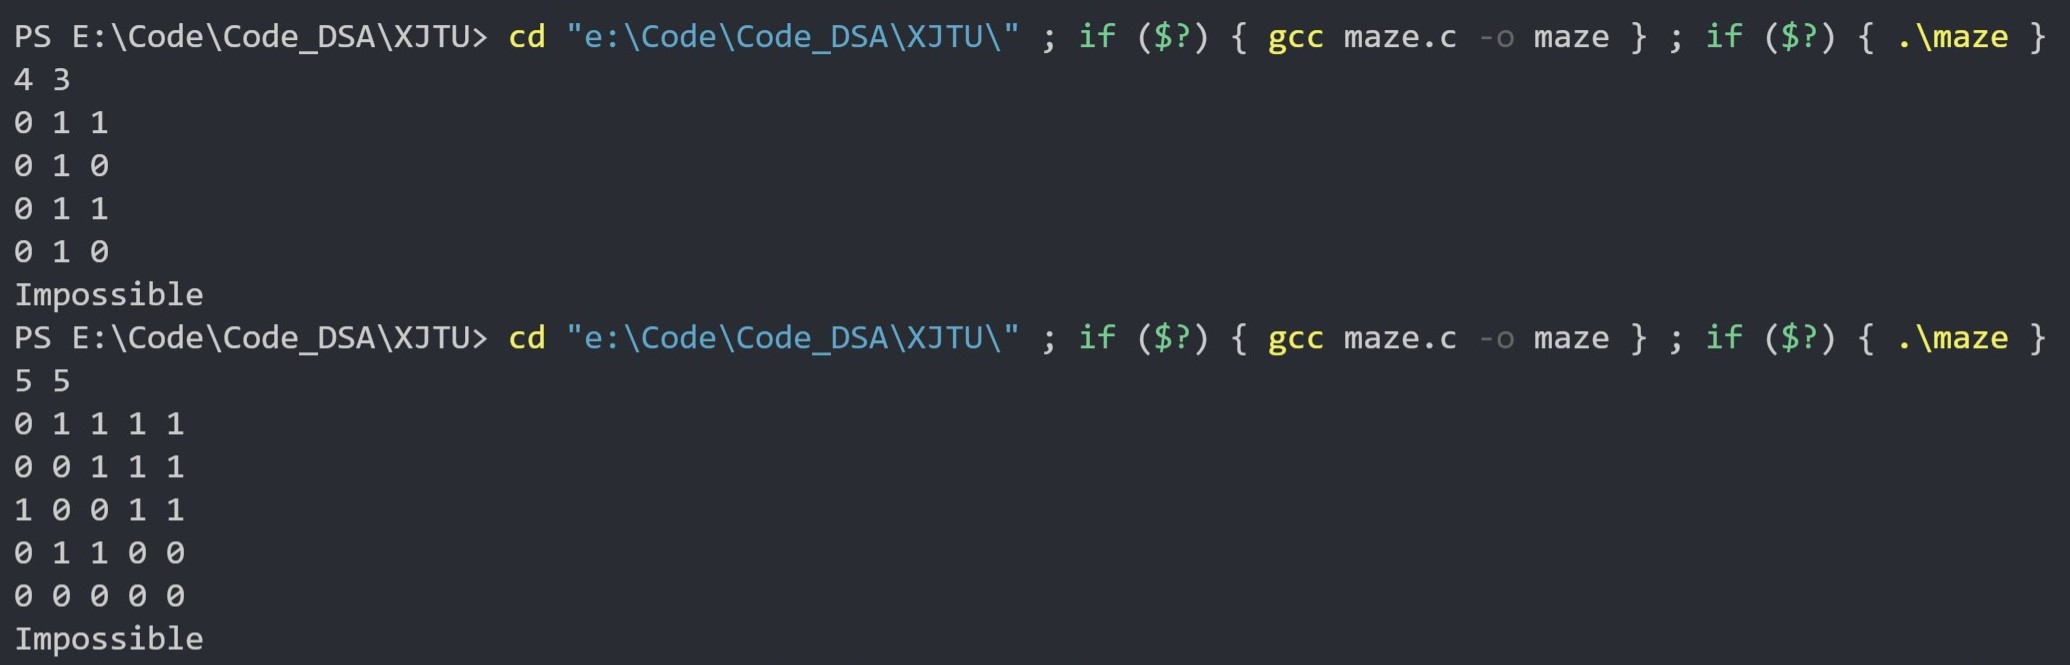 PS E:\Code\Code_DSA\XJTU> cd "e:\Code\Code_DSA\XJTU\" ; if ($?) { gcc maze.c -o maze } ; if ($?) { .\maze }
4 3
0 1 1
0 1 0
0 1 1
0 1 0
Impossible
PS E:\Code\Code_DSA\XJTU> cd "e:\Code\Code_DSA\XJTU\" ; if ($?) { gcc maze.c -o maze } ; if ($?) { .\maze }
5 5
0 1 1 1 1
0 0 1 1 1
1 0 0 1 1
0 1 1 0 0
0 0 0 0 0
Impossible